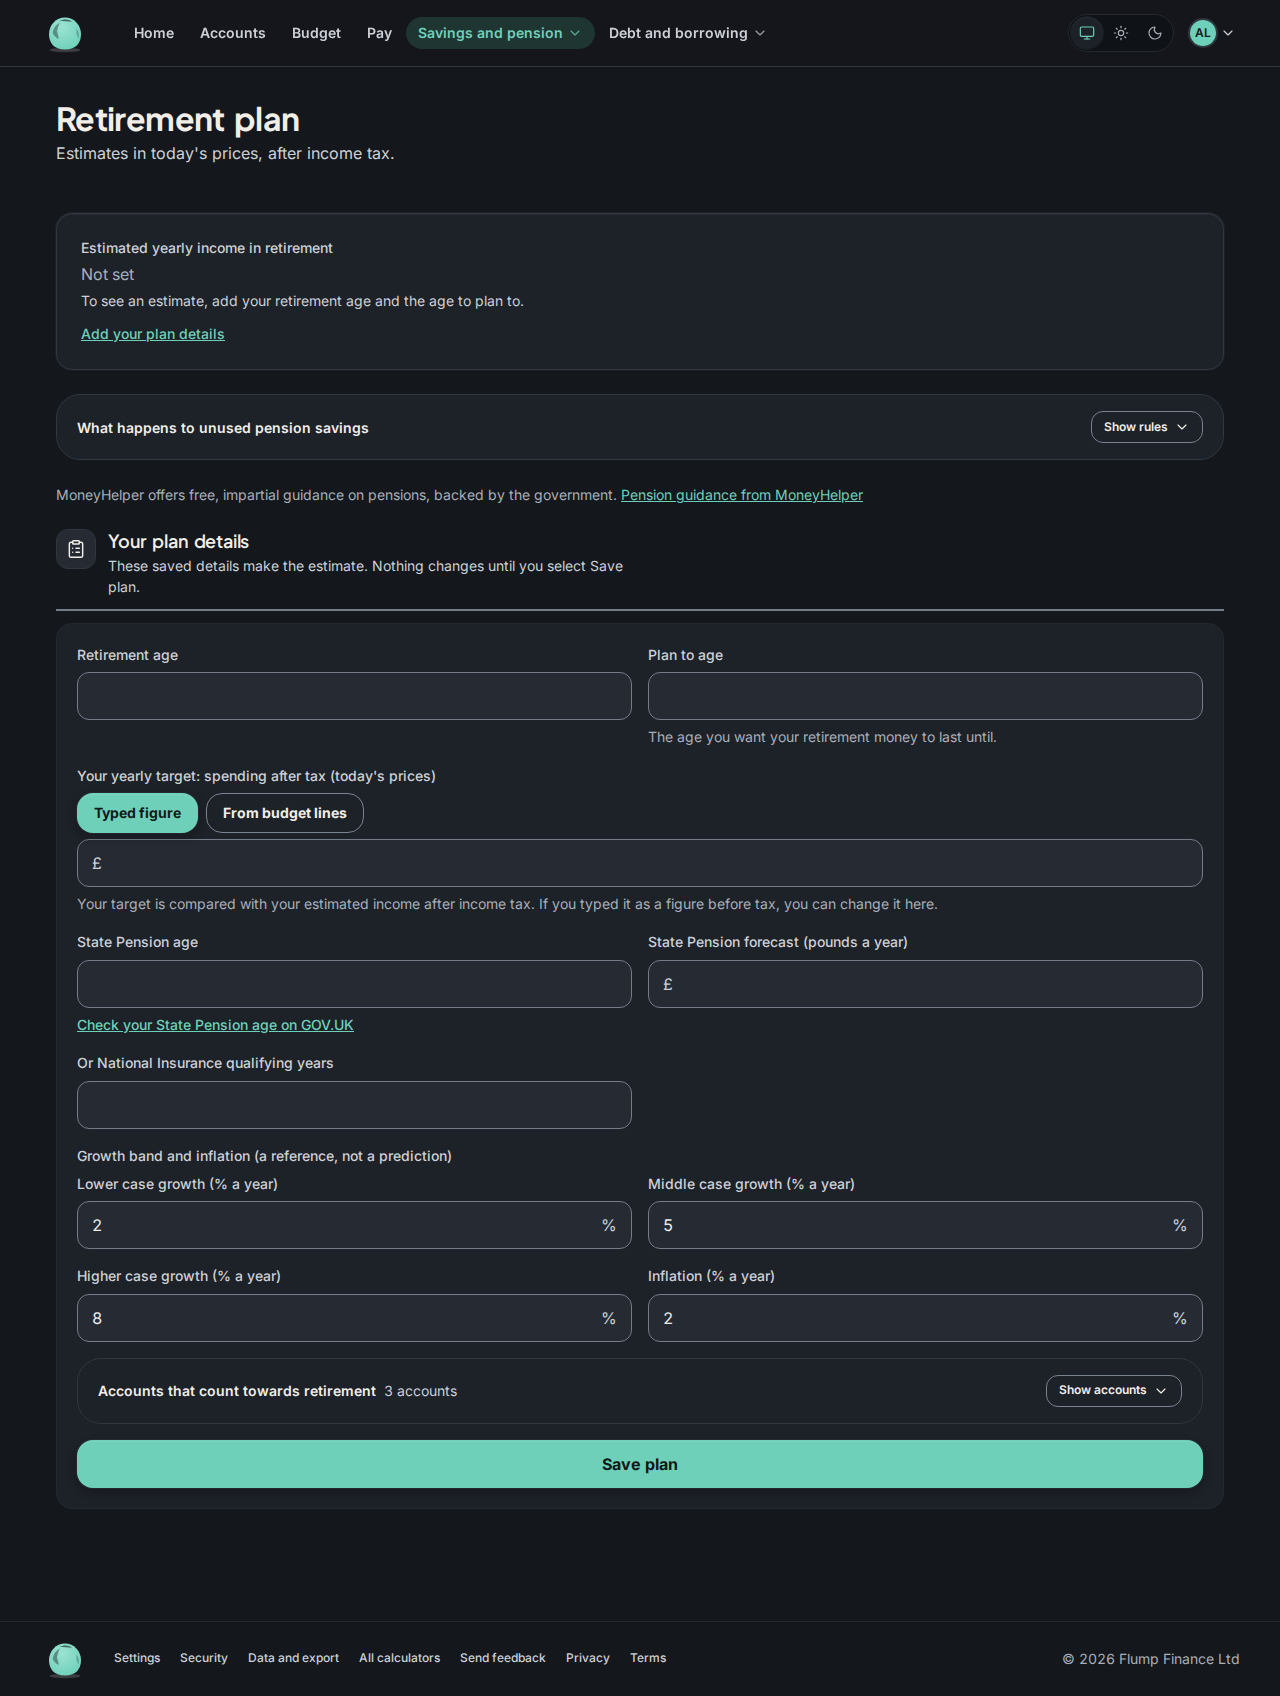 Home
Accounts
Budget
Pay
Savings and pension
Debt and borrowing
AL
Retirement plan
Estimates in today's prices, after income tax.
Estimated yearly income in retirement
Not set
To see an estimate, add your retirement age and the age to plan to.
Add your plan details
What happens to unused pension savings
Show rules
MoneyHelper offers free, impartial guidance on pensions, backed by the government. Pension guidance from MoneyHelper
Your plan details
These saved details make the estimate. Nothing changes until you select Save
plan.
Retirement age
Plan to age
The age you want your retirement money to last until.
Your yearly target: spending after tax (today's prices)
Typed figure
From budget lines
£
Your target is compared with your estimated income after income tax. If you typed it as a figure before tax, you can change it here.
State Pension age
State Pension forecast (pounds a year)
£
Check your State Pension age on GOV.UK
Or National Insurance qualifying years
Growth band and inflation (a reference, not a prediction)
Lower case growth (% a year)
Middle case growth (% a year)
2 %
5 %
Higher case growth (% a year)
Inflation (% a year)
8 %
2 %
Accounts that count towards retirement 3 accounts
Show accounts
Save plan
Settings
Security
Data and export
All calculators
Send feedback
Privacy
Terms
© 2026 Flump Finance Ltd